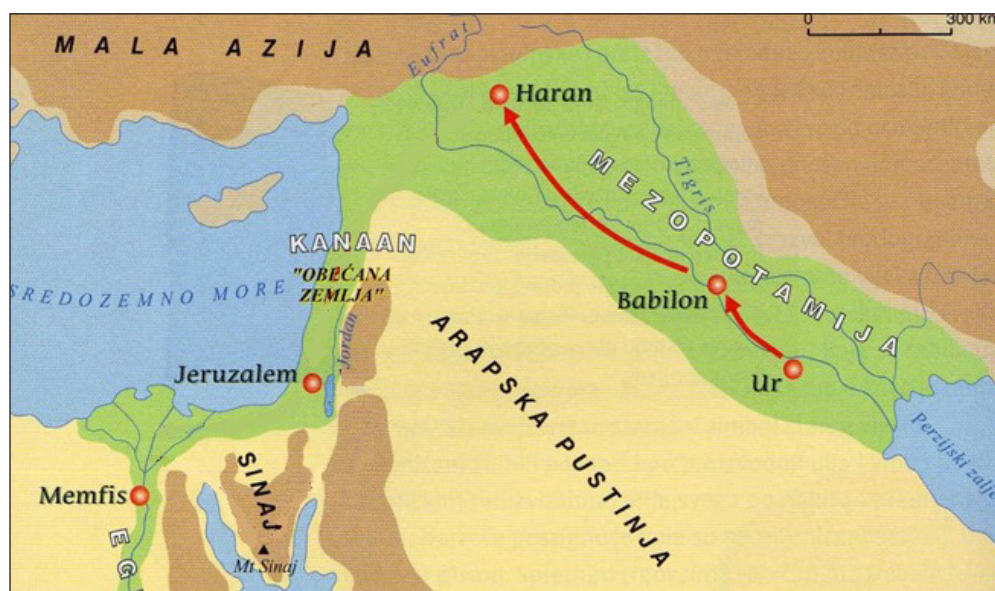 0 300 km
MALA AZIJA
Eufrat
Haran
MEZOPOTAMIJA
Tigris
KANAAN
"OBEĆANA
ZEMLJA"
SREDOZEMNO MORE
Babilon
Jordan
Jeruzalem
Ur
ARAPSKA PUSTINJA
Perzijski zaljev
SINAJ
Memfis
Mt Sinaj
EG